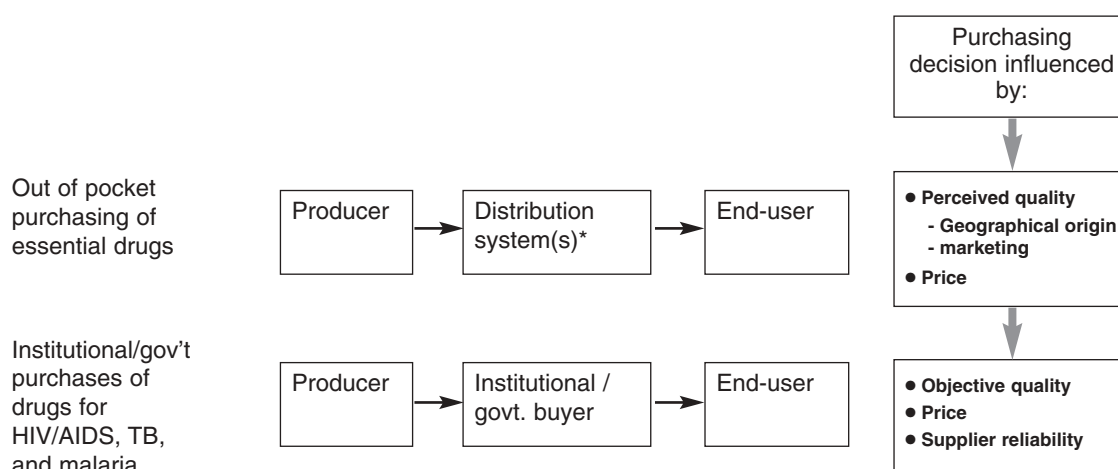 Purchasing
decision influenced
by:
Out of pocket
purchasing of
essential drugs
Producer
Distribution
system(s)*
End-user
● Perceived quality
- Geographical origin
- marketing
● Price
Institutional/gov't
purchases of
drugs for
HIV/AIDS, TB,
and malaria
Producer
Institutional /
govt. buyer
End-user
● Objective quality
● Price
● Supplier reliability